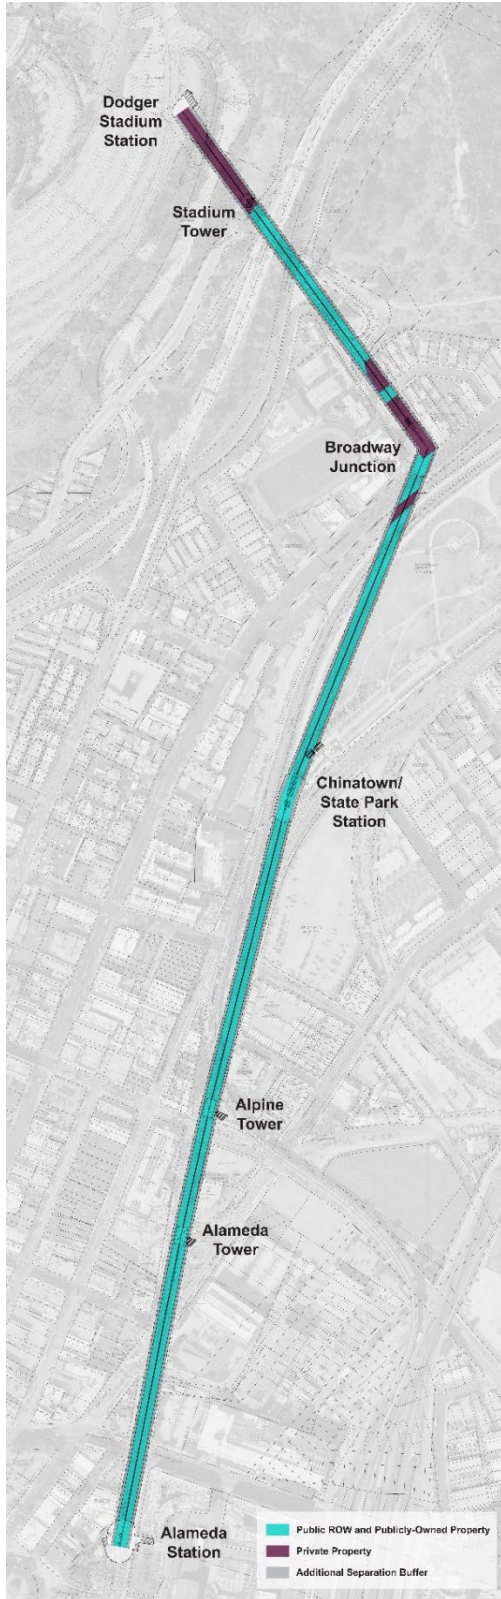 Dodger
Stadium
Station
Stadium
Tower
Broadway
Junction
Chinatown/
State Park
Station
Alpine
Tower
Alameda
Tower
Alameda
Station
Public ROW and Publicly-Owned Property
Private Property
Additional Separation Buffer